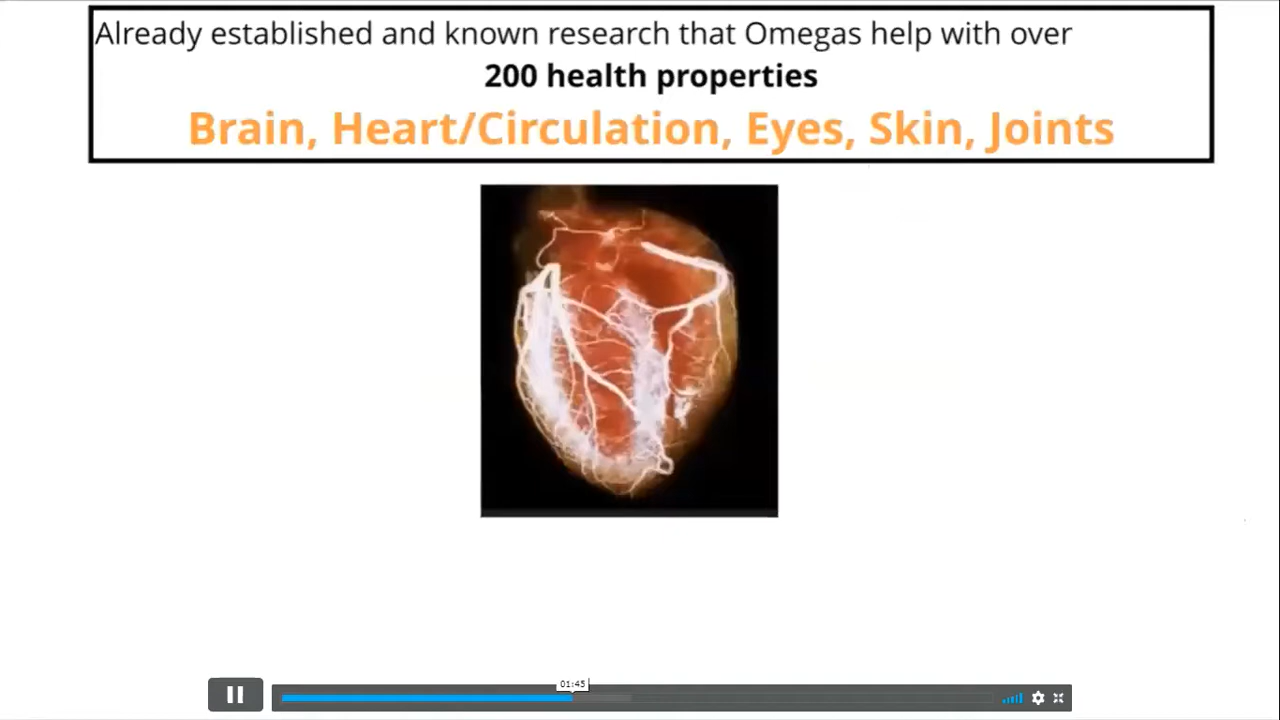 Already established and known research that Omegas help with over
200 health properties
Brain, Heart/Circulation, Eyes, Skin, Joints
01:45